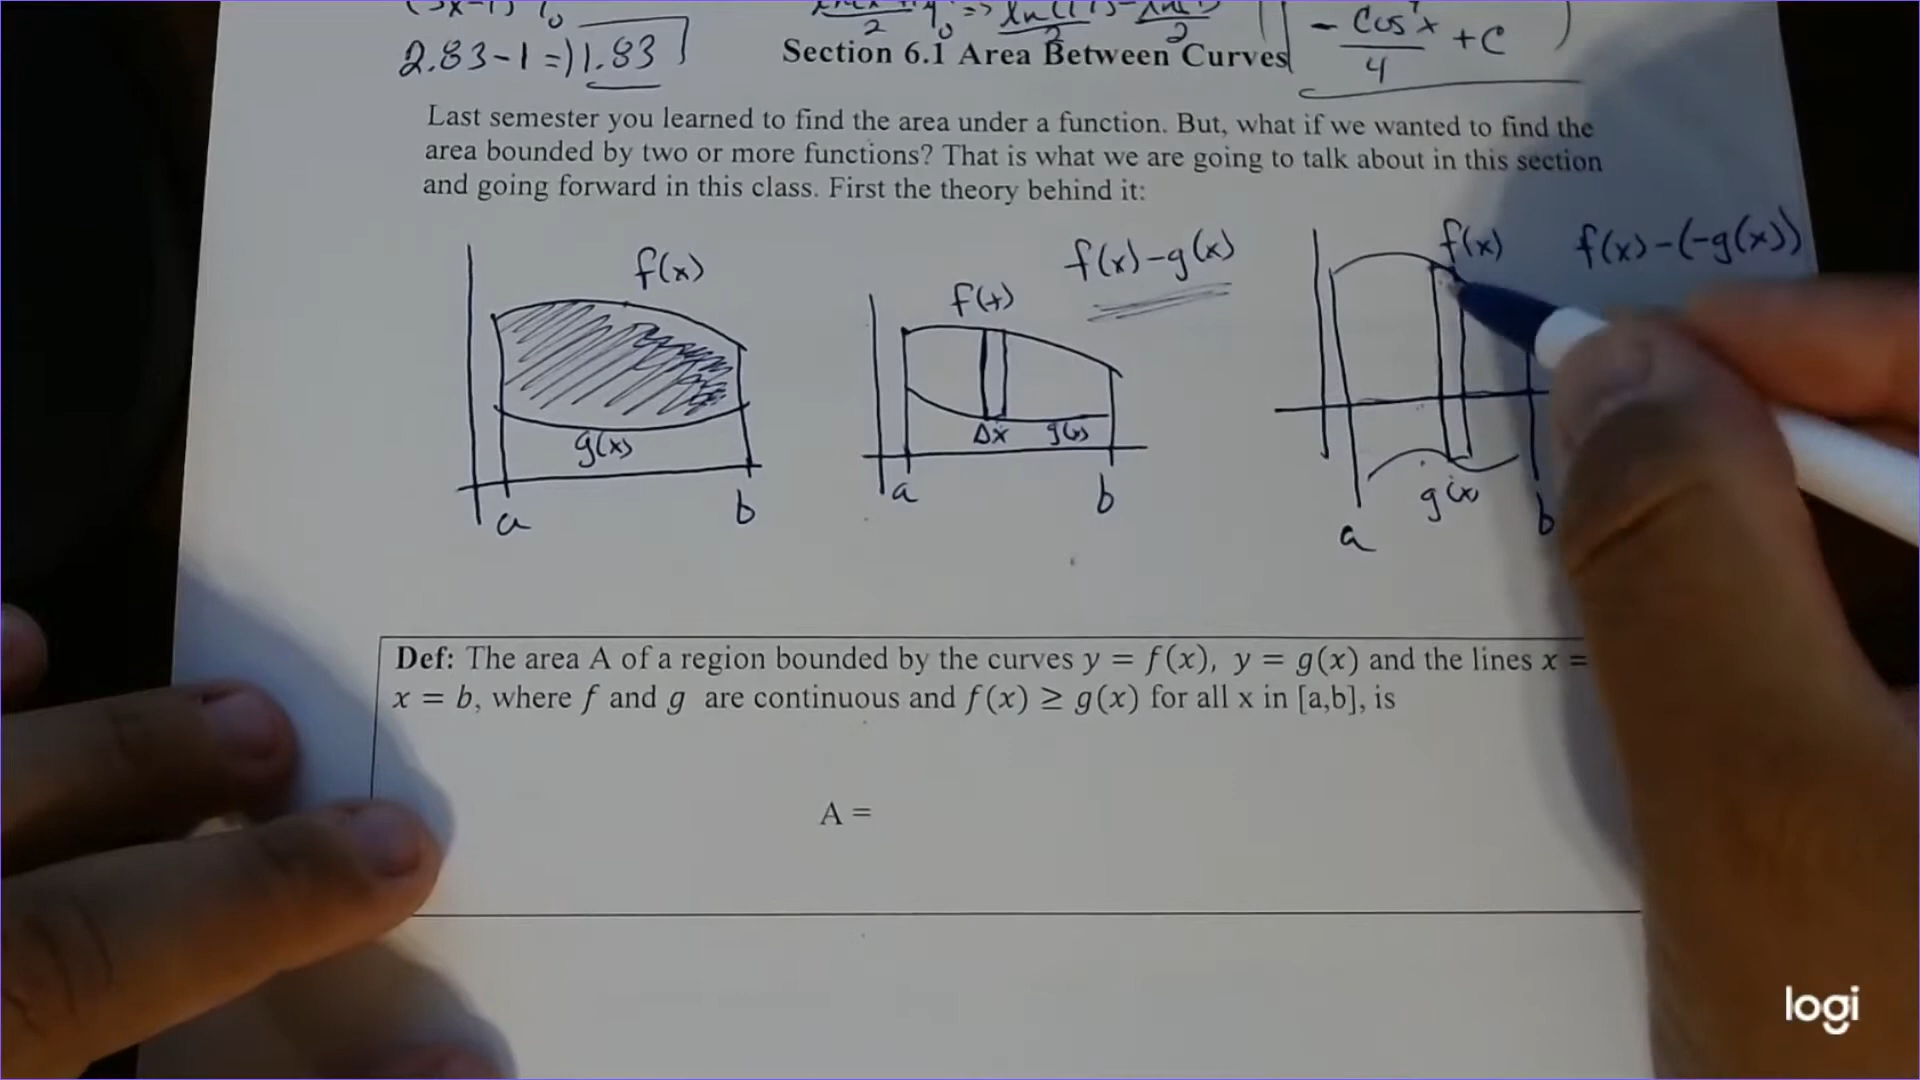 2.83-1 => 1.83
- Cos⁴x / 4 + C
Section 6.1 Area Between Curves
Last semester you learned to find the area under a function. But, what if we wanted to find the
area bounded by two or more functions? That is what we are going to talk about in this section
and going forward in this class. First the theory behind it:
f(x)
g(x)
a
b
f(x)-g(x)
f(x)
Δx
g(x)
a
b
f(x)
f(x)-(-g(x))
g(x)
a
b
Def: The area A of a region bounded by the curves y = f(x), y = g(x) and the lines x =
x = b, where f and g are continuous and f(x) ≥ g(x) for all x in [a,b], is
A =
logi